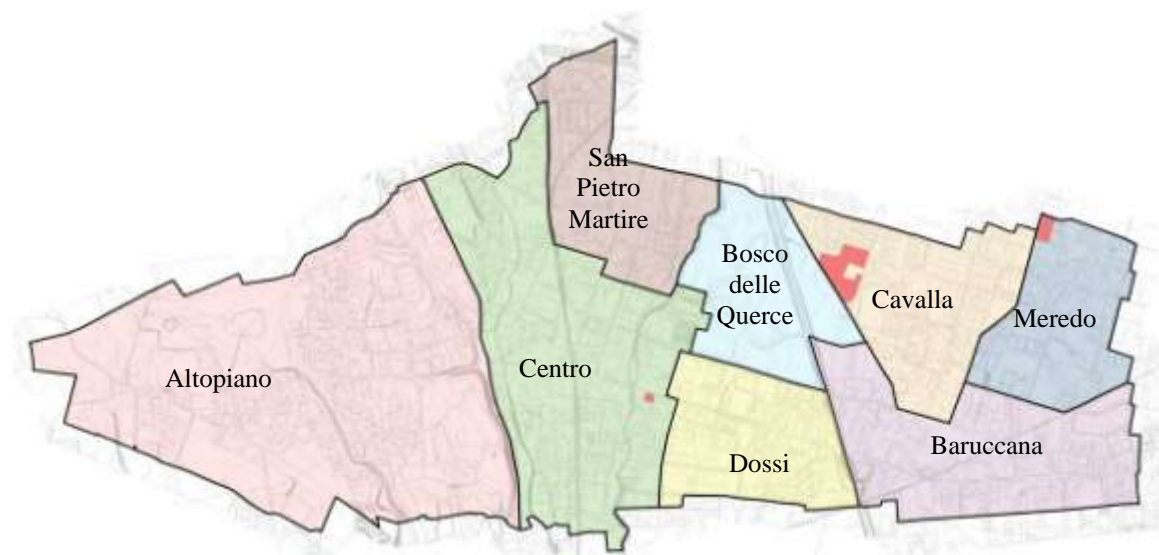 San
Pietro
Martire
Bosco
delle
Querce
Cavalla
Meredo
Altopiano
Centro
Dossi
Baruccana